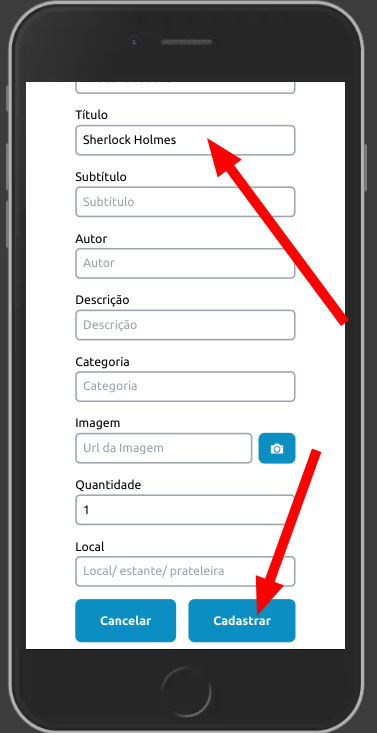 Título
Sherlock Holmes
Subtítulo
Subtítulo
Autor
Autor
Descrição
Descrição
Categoria
Categoria
Imagem
Url da Imagem
Quantidade
1
Local
Local/ estante/ prateleira
Cancelar
Cadastrar